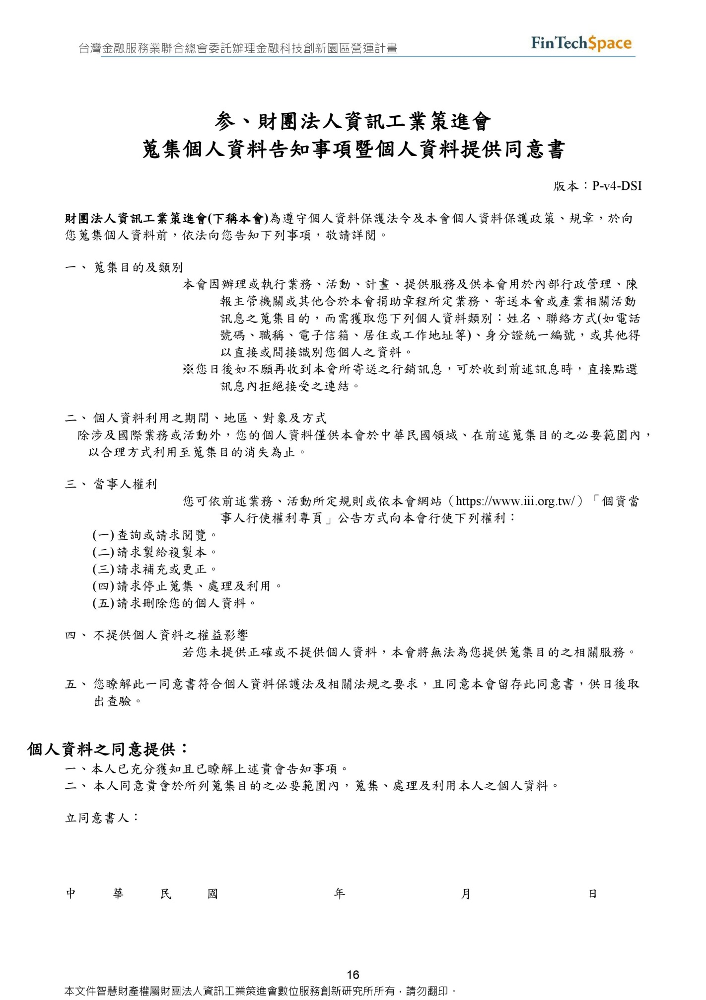 台灣金融服務業聯合總會委託辦理金融科技創新園區營運計畫
FinTech$pace
參、財團法人資訊工業策進會
蒐集個人資料告知事項暨個人資料提供同意書
版本：P-v4-DSI
財團法人資訊工業策進會(下稱本會)為遵守個人資料保護法令及本會個人資料保護政策、規章，於向
您蒐集個人資料前，依法向您告知下列事項，敬請詳閱。
一、 蒐集目的及類別
本會因辦理或執行業務、活動、計畫、提供服務及供本會用於內部行政管理、陳
報主管機關或其他合於本會捐助章程所定業務、寄送本會或產業相關活動
訊息之蒐集目的，而需獲取您下列個人資料類別：姓名、聯絡方式(如電話
號碼、職稱、電子信箱、居住或工作地址等)、身分證統一編號，或其他得
以直接或間接識別您個人之資料。
※您日後如不願再收到本會所寄送之行銷訊息，可於收到前述訊息時，直接點選
訊息內拒絕接受之連結。
二、 個人資料利用之期間、地區、對象及方式
除涉及國際業務或活動外，您的個人資料僅供本會於中華民國領域、在前述蒐集目的之必要範圍內，
以合理方式利用至蒐集目的消失為止。
三、 當事人權利
您可依前述業務、活動所定規則或依本會網站（https://www.iii.org.tw/）「個資當
事人行使權利專頁」公告方式向本會行使下列權利：
(一)查詢或請求閱覽。
(二)請求製給複製本。
(三)請求補充或更正。
(四)請求停止蒐集、處理及利用。
(五)請求刪除您的個人資料。
四、 不提供個人資料之權益影響
若您未提供正確或不提供個人資料，本會將無法為您提供蒐集目的之相關服務。
五、 您瞭解此一同意書符合個人資料保護法及相關法規之要求，且同意本會留存此同意書，供日後取
出查驗。
個人資料之同意提供：
一、本人已充分獲知且已瞭解上述貴會告知事項。
二、 本人同意貴會於所列蒐集目的之必要範圍內，蒐集、處理及利用本人之個人資料。
立同意書人：
中 華 民 國 年 月 日
16
本文件智慧財產權屬財團法人資訊工業策進會數位服務創新研究所所有，請勿翻印。